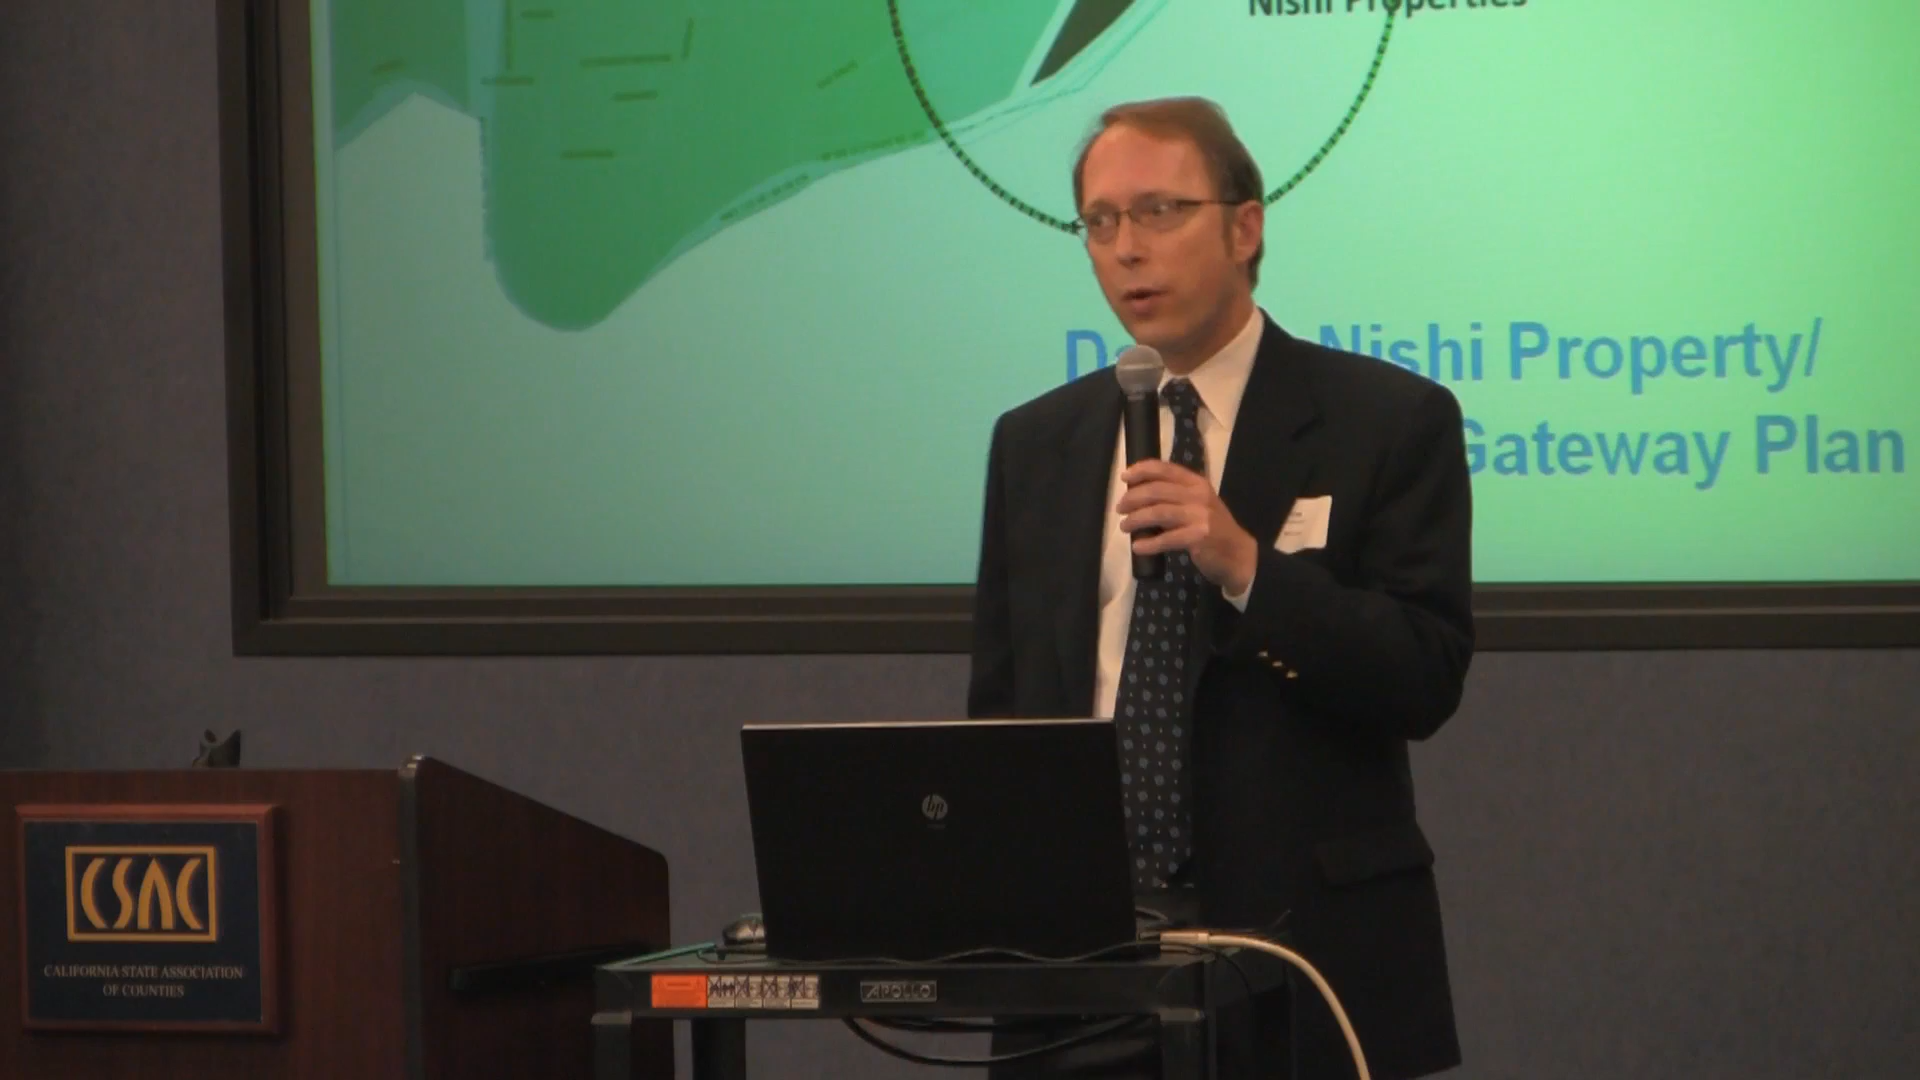 Nishi Properties
Nishi Property/
Gateway Plan
hp
CSAC
CALIFORNIA STATE ASSOCIATION
OF COUNTIES
APOLLO